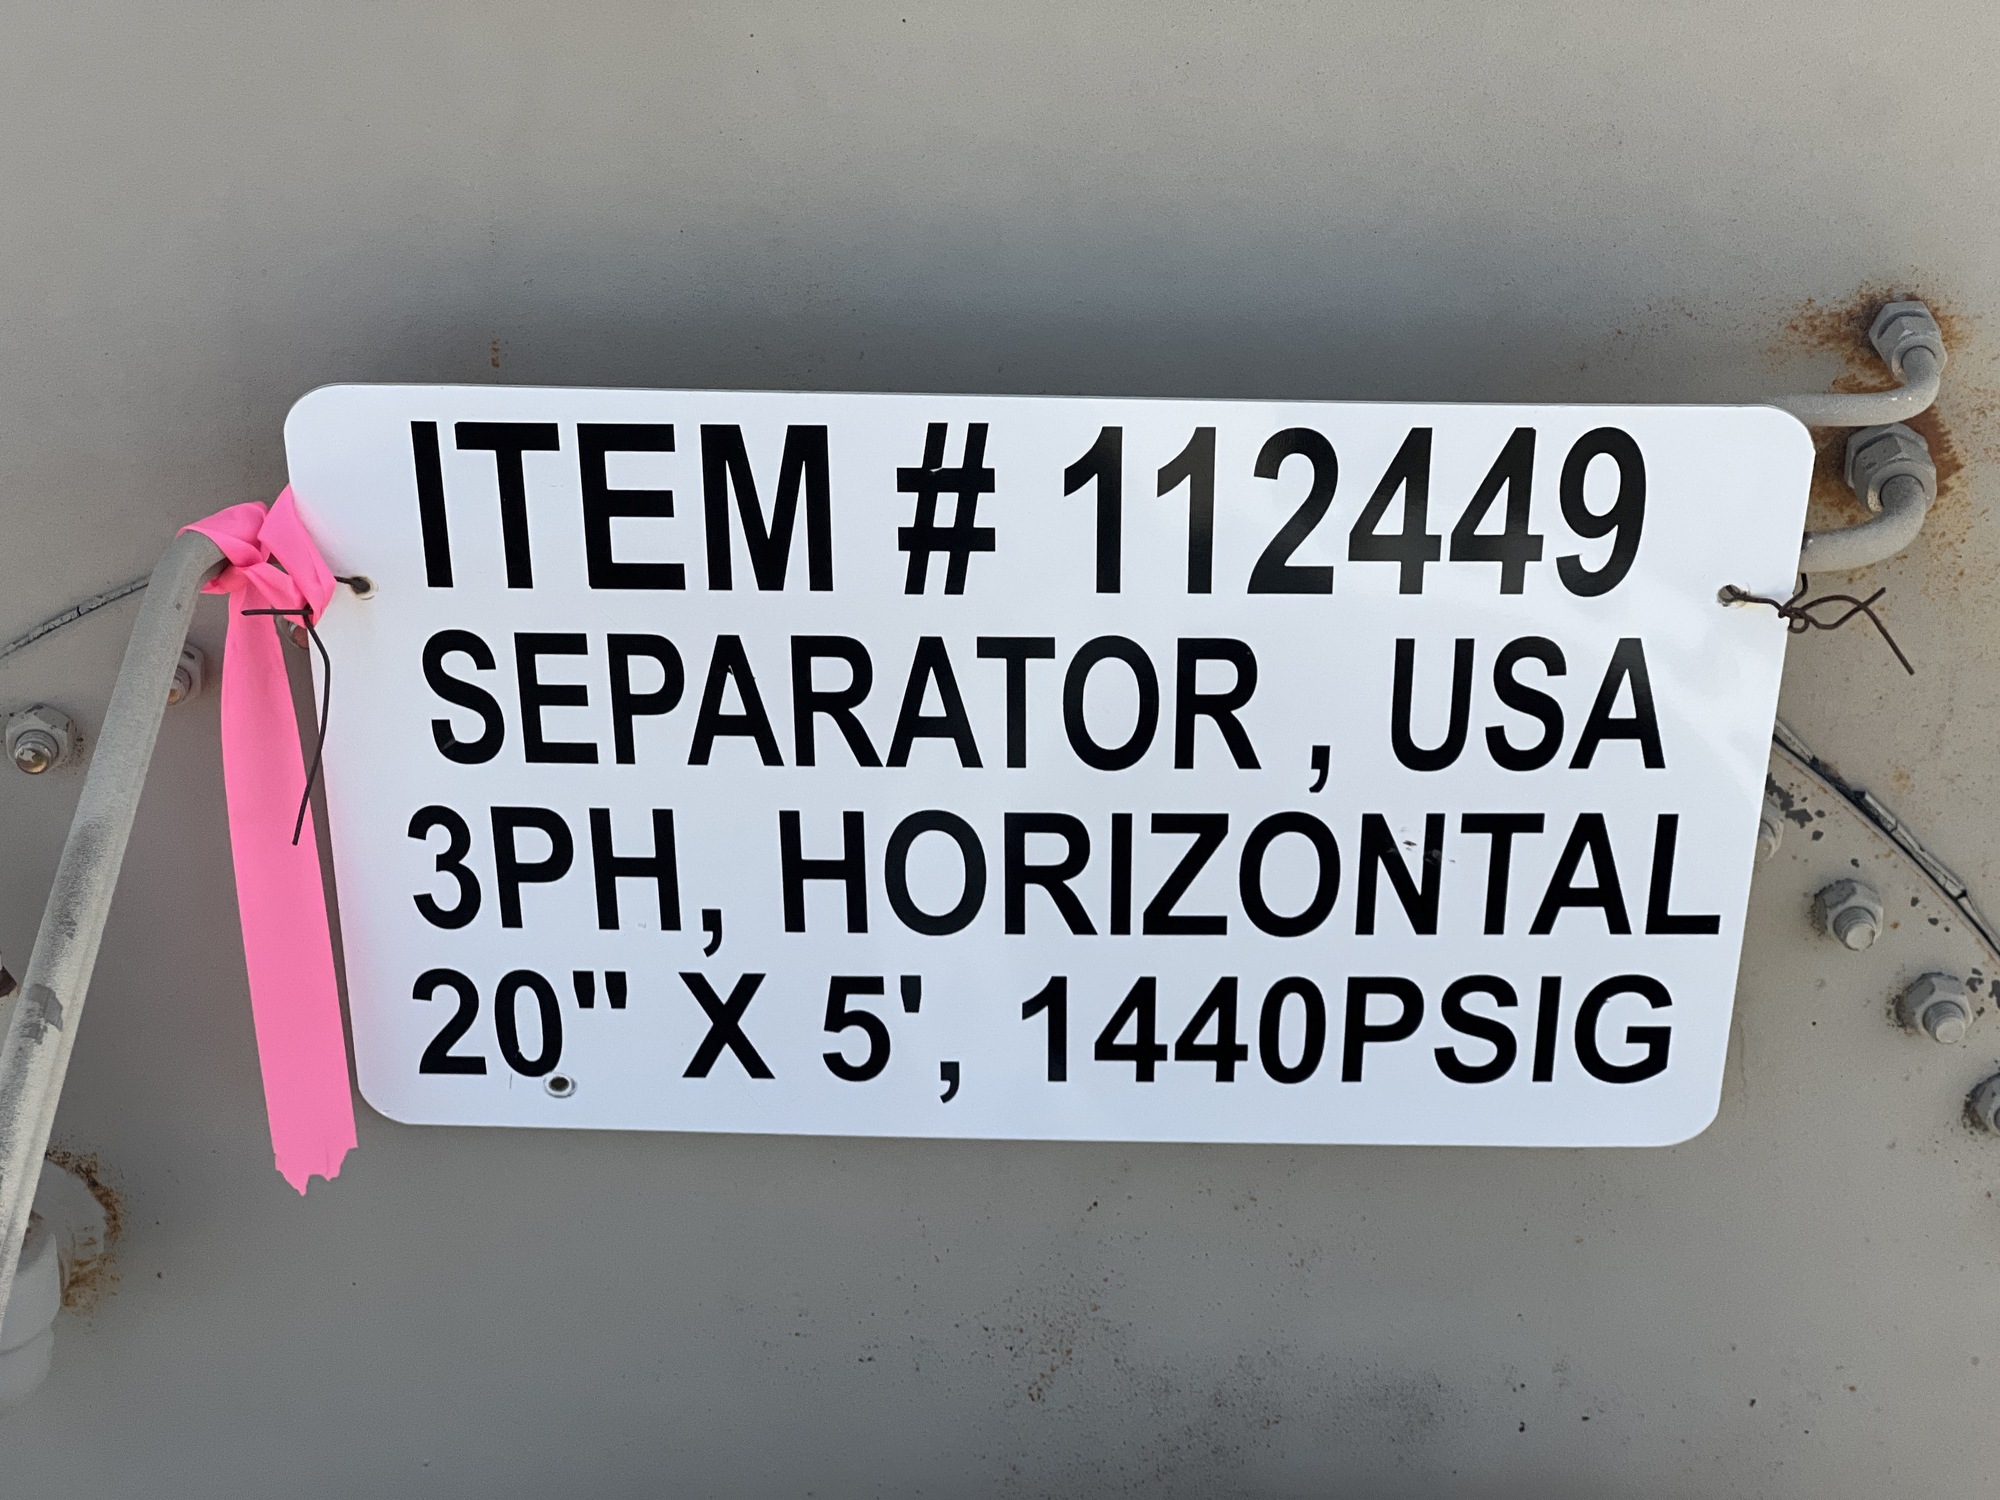 ITEM # 112449
SEPARATOR , USA
3PH, HORIZONTAL
20" X 5', 1440PSIG